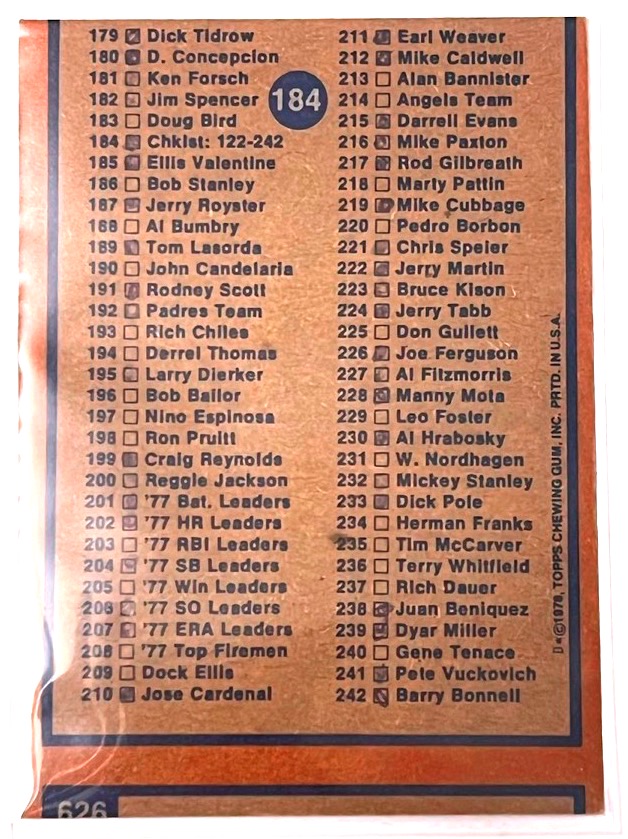 179 Dick Tidrow
180 D. Concepcion
181 Ken Forsch
182 Jim Spencer
183 Doug Bird
184 Chklst: 122-242
185 Ellis Valentine
186 Bob Stanley
187 Jerry Royster
188 Al Bumbry
189 Tom Lasorda
190 John Candelaria
191 Rodney Scott
192 Padres Team
193 Rich Chiles
194 Derrel Thomas
195 Larry Dierker
196 Bob Bailor
197 Nino Espinosa
198 Ron Pruitt
199 Craig Reynolds
200 Reggie Jackson
201 '77 Bat. Leaders
202 '77 HR Leaders
203 '77 RBI Leaders
204 '77 SB Leaders
205 '77 Win Leaders
206 '77 SO Leaders
207 '77 ERA Leaders
208 '77 Top Firemen
209 Dock Ellis
210 Jose Cardenal
184
211 Earl Weaver
212 Mike Caldwell
213 Alan Bannister
214 Angels Team
215 Darrell Evans
216 Mike Paxton
217 Rod Gilbreath
218 Marty Pattin
219 Mike Cubbage
220 Pedro Borbon
221 Chris Speier
222 Jerry Martin
223 Bruce Kison
224 Jerry Tabb
225 Don Gullett
226 Joe Ferguson
227 Al Fitzmorris
228 Manny Mota
229 Leo Foster
230 Al Hrabosky
231 W. Nordhagen
232 Mickey Stanley
233 Dick Pole
234 Herman Franks
235 Tim McCarver
236 Terry Whitfield
237 Rich Dauer
238 Juan Beniquez
239 Dyar Miller
240 Gene Tenace
241 Pete Vuckovich
242 Barry Bonnell
D*©1978, TOPPS CHEWING GUM, INC. PRTD. IN U.S.A.
626